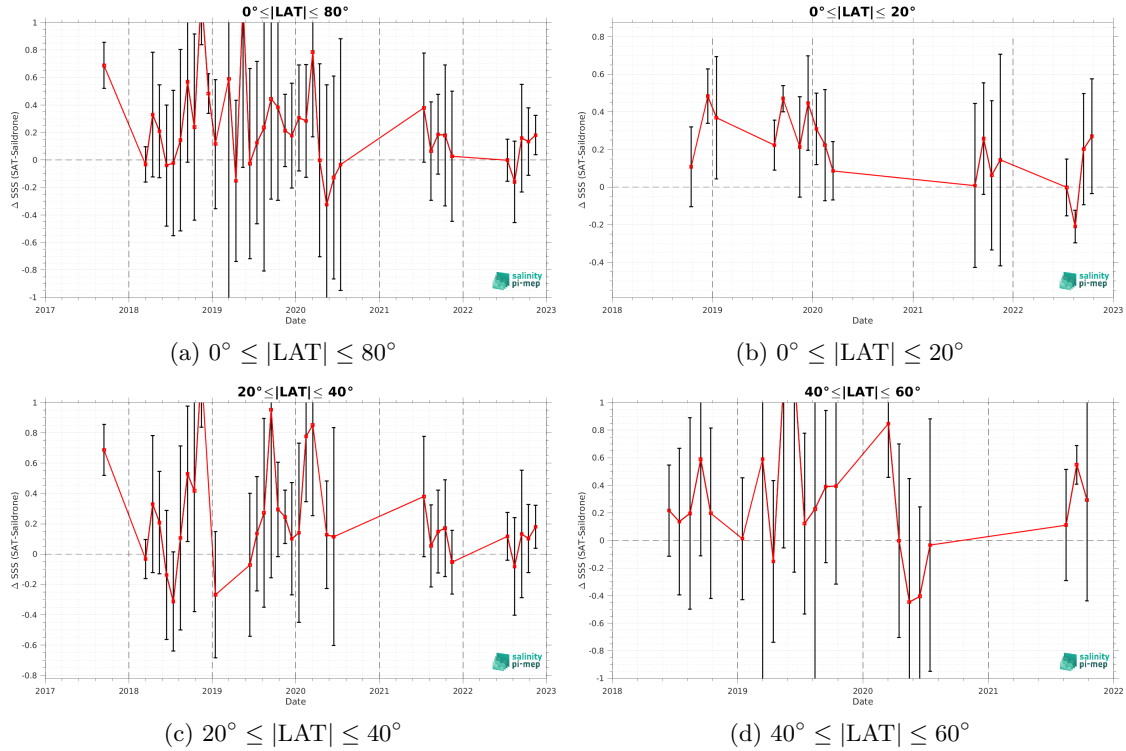 0°≤|LAT|≤ 80°
1
0.8
0.6
0.4
0.2
0
-0.2
-0.4
-0.6
-0.8
-1
Δ SSS (SAT-Saildrone)
2017 2018 2019 2020 2021 2022 2023
Date
salinity
pi-mep
(a) 0° ≤ |LAT| ≤ 80°
0°≤|LAT|≤ 20°
0.8
0.6
0.4
0.2
0
-0.2
-0.4
Δ SSS (SAT-Saildrone)
2018 2019 2020 2021 2022 2023
Date
salinity
pi-mep
(b) 0° ≤ |LAT| ≤ 20°
20°≤|LAT|≤ 40°
1
0.8
0.6
0.4
0.2
0
-0.2
-0.4
-0.6
-0.8
Δ SSS (SAT-Saildrone)
2017 2018 2019 2020 2021 2022 2023
Date
salinity
pi-mep
(c) 20° ≤ |LAT| ≤ 40°
40°≤|LAT|≤ 60°
1
0.8
0.6
0.4
0.2
0
-0.2
-0.4
-0.6
-0.8
-1
Δ SSS (SAT-Saildrone)
2018 2019 2020 2021 2022
Date
salinity
pi-mep
(d) 40° ≤ |LAT| ≤ 60°